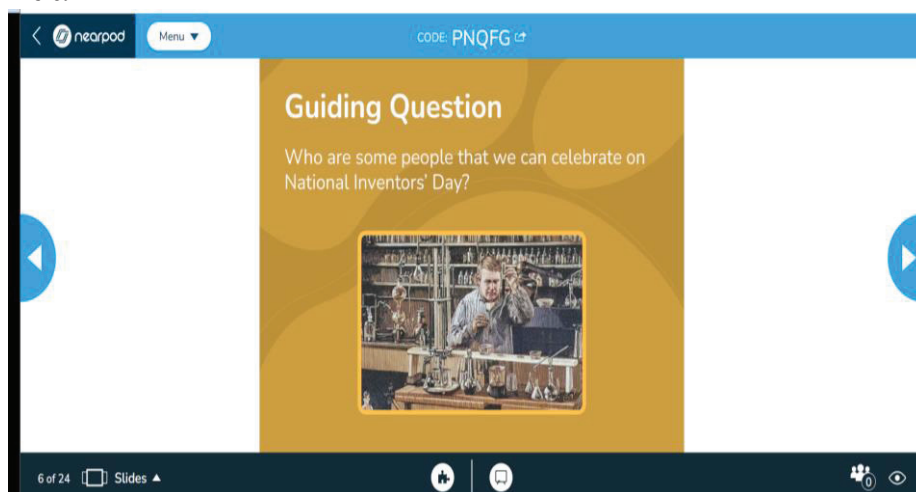 nearpod
Menu ▼
CODE: PNQFG
Guiding Question
Who are some people that we can celebrate on
National Inventors' Day?
6 of 24
Slides ▲
0